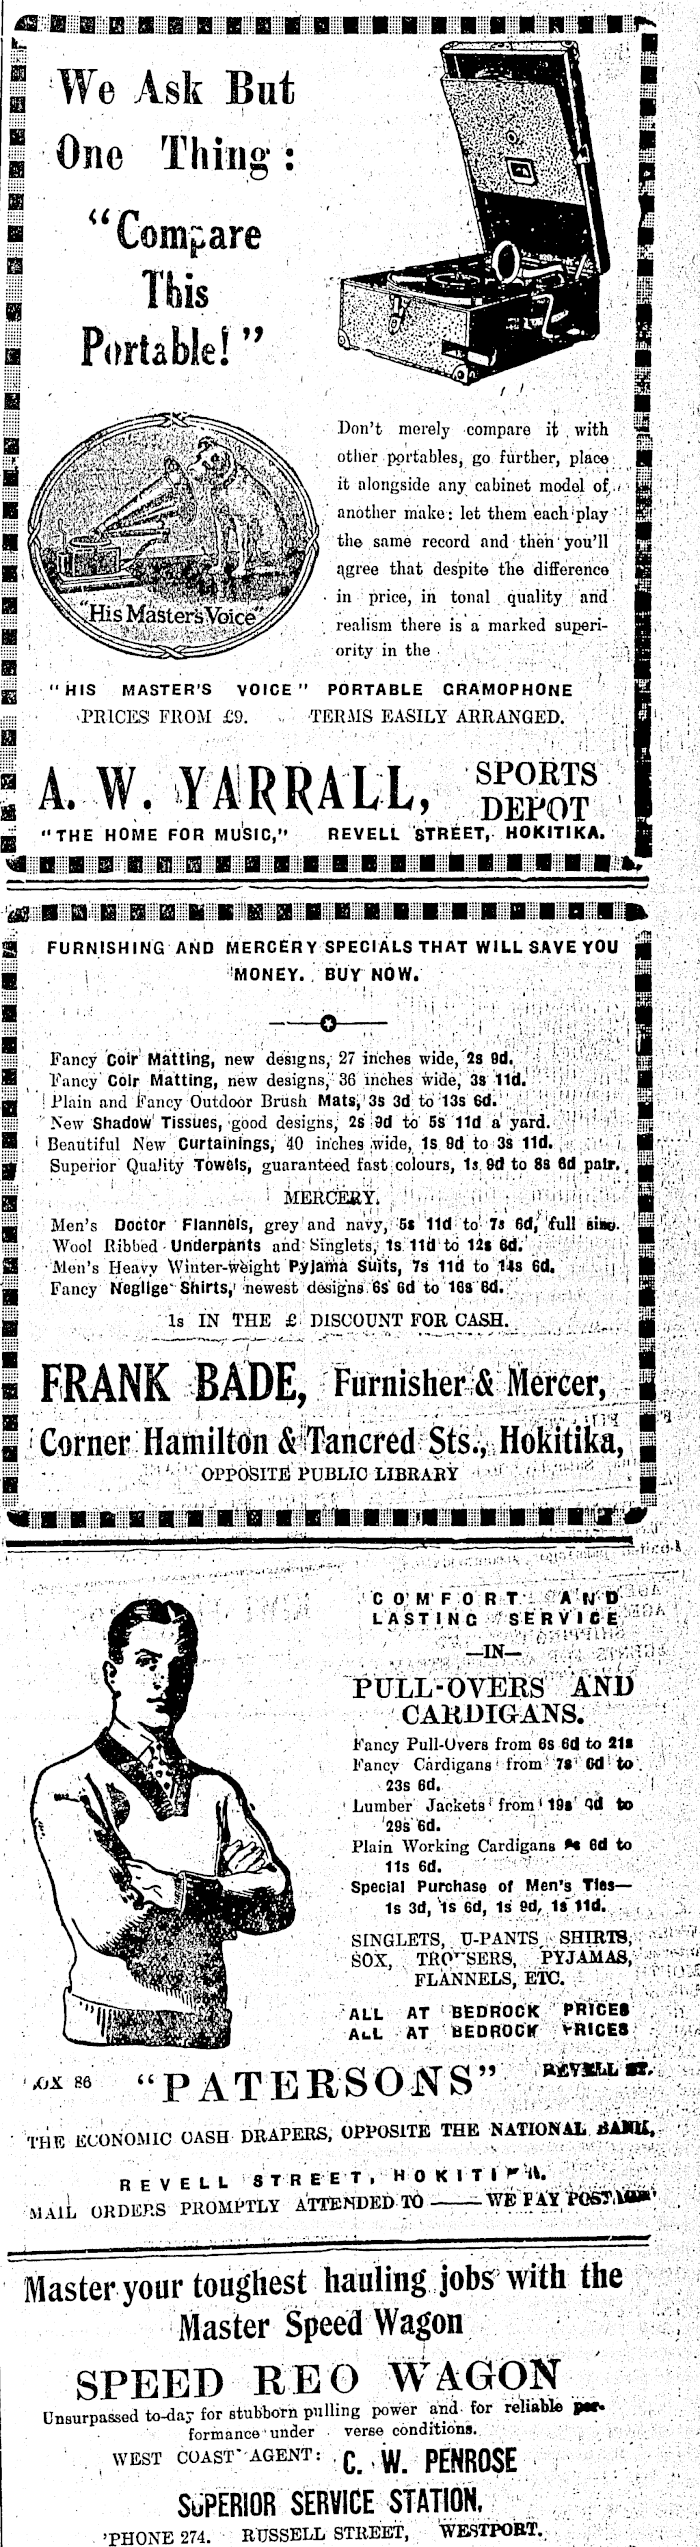 We Ask But
One Thing:
"Compare
This
Portable!"
"His Master's Voice"
Don't merely compare it with
other portables, go further, place
it alongside any cabinet model of
another make: let them each play
the same record and then you'll
agree that despite the difference
in price, in tonal quality and
realism there is a marked superi-
ority in the
"HIS MASTER'S VOICE" PORTABLE GRAMOPHONE
PRICES FROM £9. TERMS EASILY ARRANGED.
A. W. YARRALL, SPORTS DEPOT
"THE HOME FOR MUSIC," REVELL STREET, HOKITIKA.
FURNISHING AND MERCERY SPECIALS THAT WILL SAVE YOU
MONEY. BUY NOW.
Fancy Coir Matting, new designs, 27 inches wide, 2s 9d.
Fancy Coir Matting, new designs, 36 inches wide, 3s 11d.
Plain and Fancy Outdoor Brush Mats, 3s 3d to 13s 6d.
New Shadow Tissues, good designs, 2s 9d to 5s 11d a yard.
Beautiful New Curtainings, 40 inches wide, 1s 9d to 3s 11d.
Superior Quality Towels, guaranteed fast colours, 1s 9d to 8s 6d pair.
MERCERY.
Men's Doctor Flannels, grey and navy, 5s 11d to 7s 6d, full size.
Wool Ribbed Underpants and Singlets, 1s 11d to 12s 6d.
Men's Heavy Winter-weight Pyjama Suits, 7s 11d to 14s 6d.
Fancy Neglige Shirts, newest designs 6s 6d to 16s 6d.
1s IN THE £ DISCOUNT FOR CASH.
FRANK BADE, Furnisher & Mercer,
Corner Hamilton & Tancred Sts., Hokitika,
OPPOSITE PUBLIC LIBRARY
COMFORT AND
LASTING SERVICE
—IN—
PULL-OVERS AND
CARDIGANS.
Fancy Pull-Overs from 6s 6d to 21s
Fancy Cardigans from 7s 6d to
23s 6d.
Lumber Jackets from 19s to
29s 6d.
Plain Working Cardigans 6d to
11s 6d.
Special Purchase of Men's Ties—
1s 3d, 1s 6d, 1s 9d, 1s 11d.
SINGLETS, U-PANTS SHIRTS,
SOX, TROUSERS, PYJAMAS,
FLANNELS, ETC.
ALL AT BEDROCK PRICES
ALL AT BEDROCK PRICES
OX 86 "PATERSONS" REVELL ST.
THE ECONOMIC CASH DRAPERS, OPPOSITE THE NATIONAL BANK,
REVELL STREET, HOKITIKA.
MAIL ORDERS PROMPTLY ATTENDED TO —— WE PAY POSTAGE
Master your toughest hauling jobs with the
Master Speed Wagon
SPEED REO WAGON
Unsurpassed to-day for stubborn pulling power and for reliable per-
formance under verse conditions.
WEST COAST AGENT: C. W. PENROSE
SUPERIOR SERVICE STATION,
'PHONE 274. RUSSELL STREET, WESTPORT.